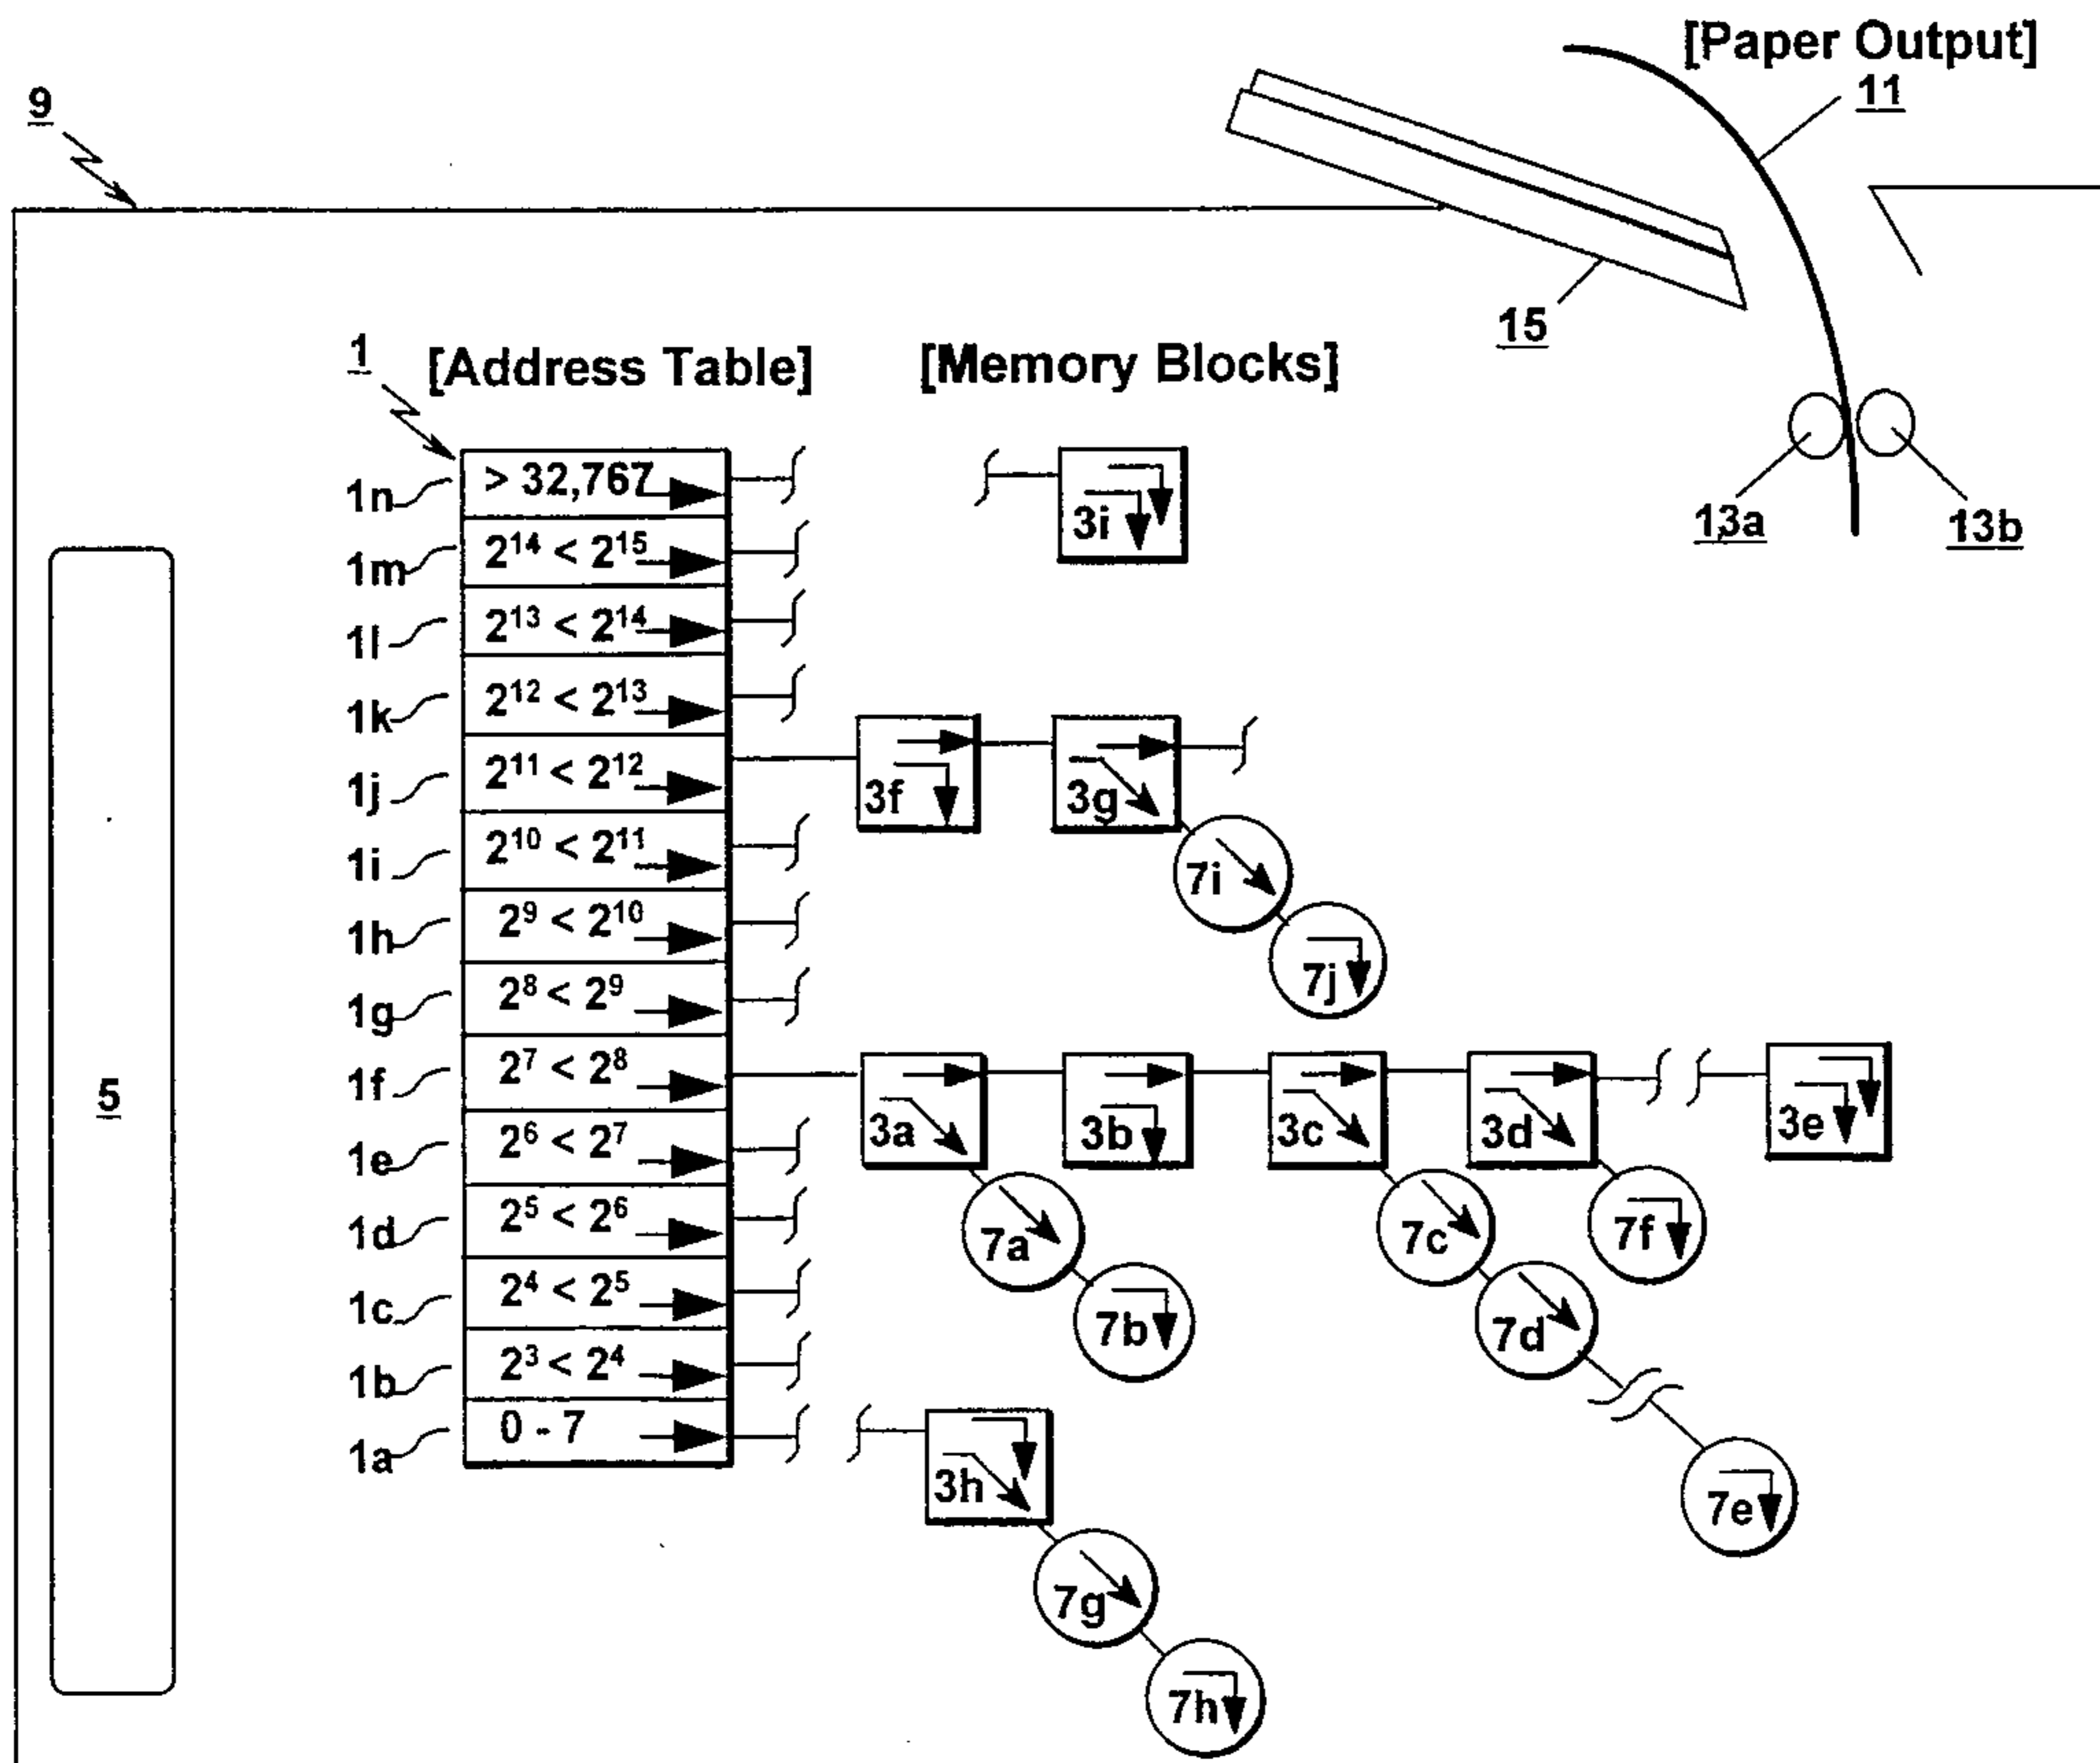 [Paper Output]
11
9
15
1
[Address Table]
[Memory Blocks]
13a
13b
1n
> 32,767
3i
1m
2¹⁴ < 2¹⁵
1l
2¹³ < 2¹⁴
1k
2¹² < 2¹³
1j
2¹¹ < 2¹²
3f
3g
1i
2¹⁰ < 2¹¹
7i
1h
2⁹ < 2¹⁰
7j
1g
2⁸ < 2⁹
5
1f
2⁷ < 2⁸
3a
3b
3c
3d
3e
1e
2⁶ < 2⁷
1d
2⁵ < 2⁶
7a
7c
7f
1c
2⁴ < 2⁵
7b
7d
1b
2³ < 2⁴
1a
0 - 7
3h
7e
7g
7h